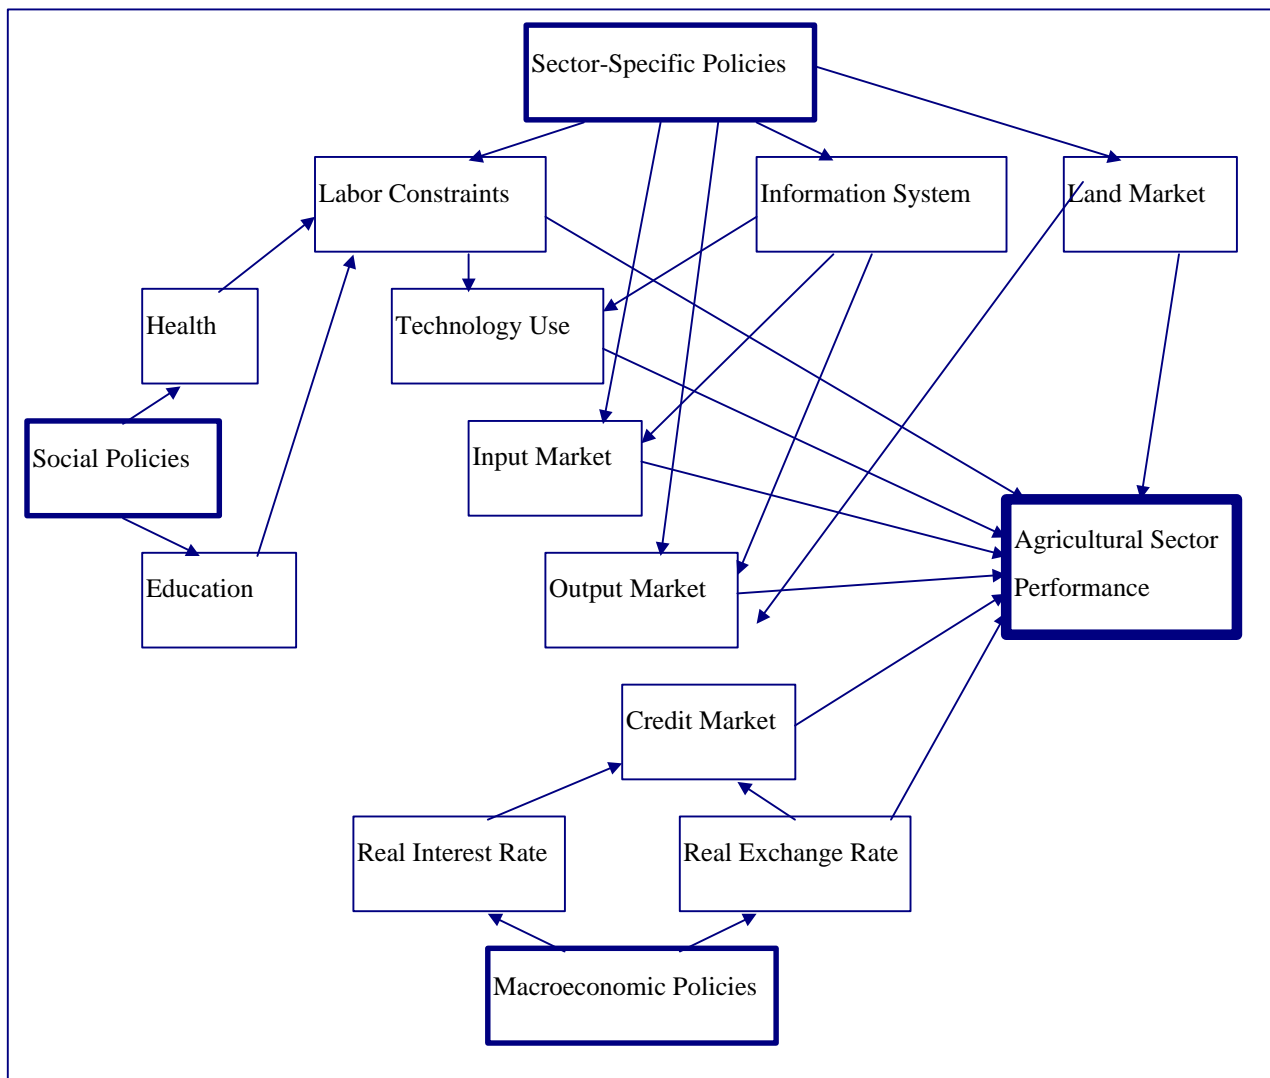 Sector-Specific Policies
Labor Constraints
Information System
Land Market
Health
Technology Use
Social Policies
Input Market
Education
Output Market
Agricultural Sector
Performance
Credit Market
Real Interest Rate
Real Exchange Rate
Macroeconomic Policies